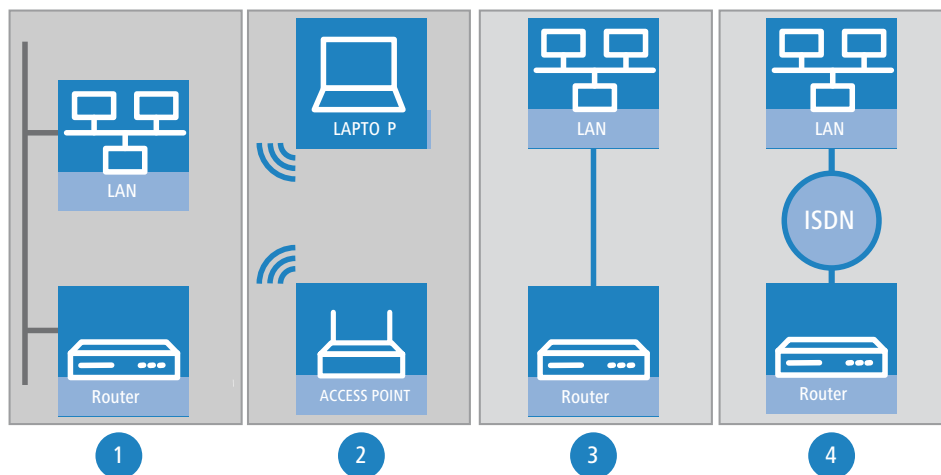 LAN
Router
1
LAPTO P
ACCESS POINT
2
LAN
Router
3
LAN
ISDN
Router
4